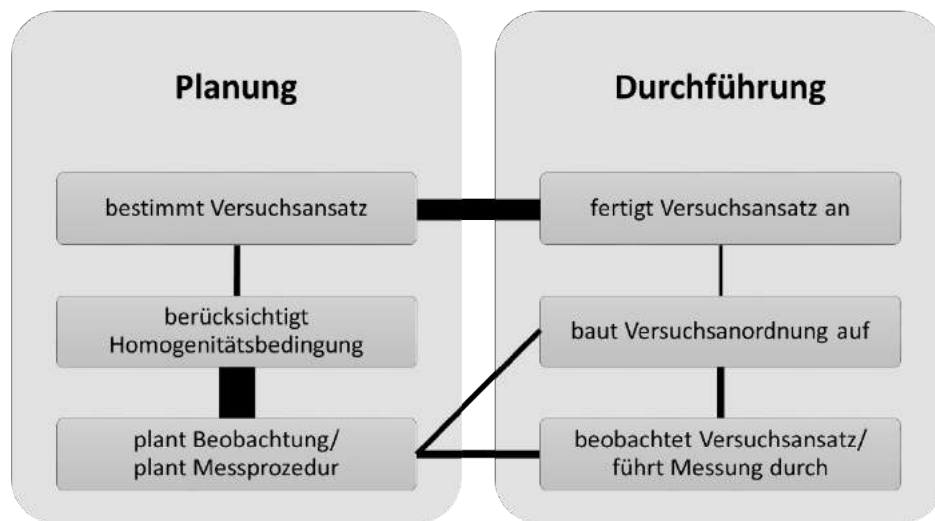 Planung
bestimmt Versuchsansatz
berücksichtigt
Homogenitätsbedingung
plant Beobachtung/
plant Messprozedur
Durchführung
fertigt Versuchsansatz an
baut Versuchsanordnung auf
beobachtet Versuchsansatz/
führt Messung durch